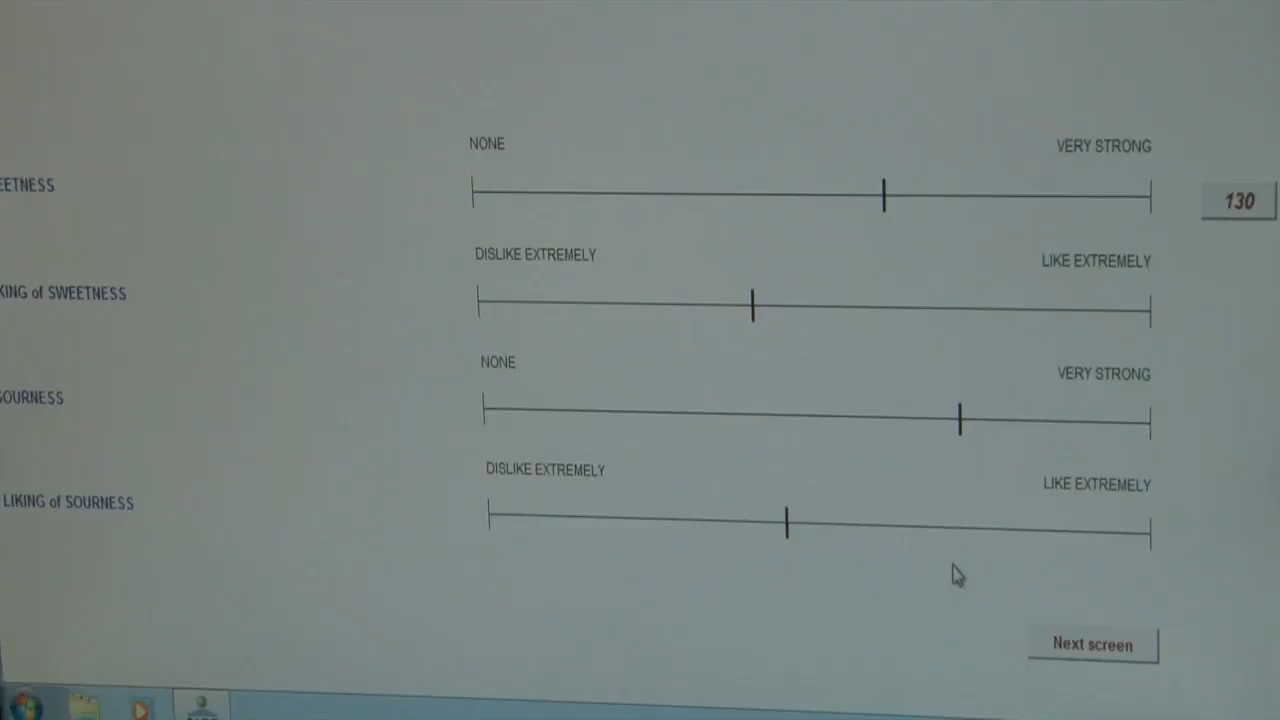 NONE
VERY STRONG
EETNESS
130
DISLIKE EXTREMELY
LIKE EXTREMELY
KING of SWEETNESS
NONE
VERY STRONG
SOURNESS
DISLIKE EXTREMELY
LIKE EXTREMELY
LIKING of SOURNESS
Next screen